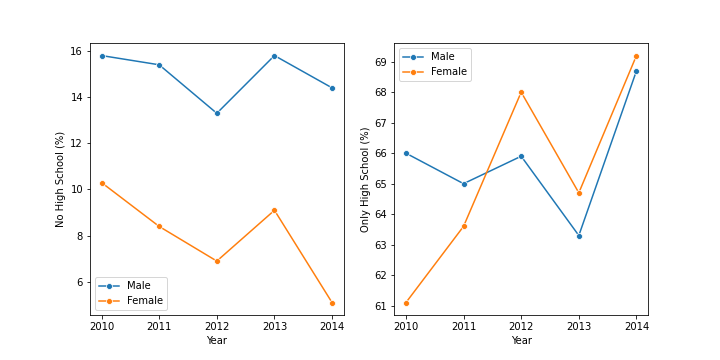 No High School (%)
16
14
12
10
8
6
Male
Female
2010 2011 2012 2013 2014
Year
Only High School (%)
69
68
67
66
65
64
63
62
61
Male
Female
2010 2011 2012 2013 2014
Year